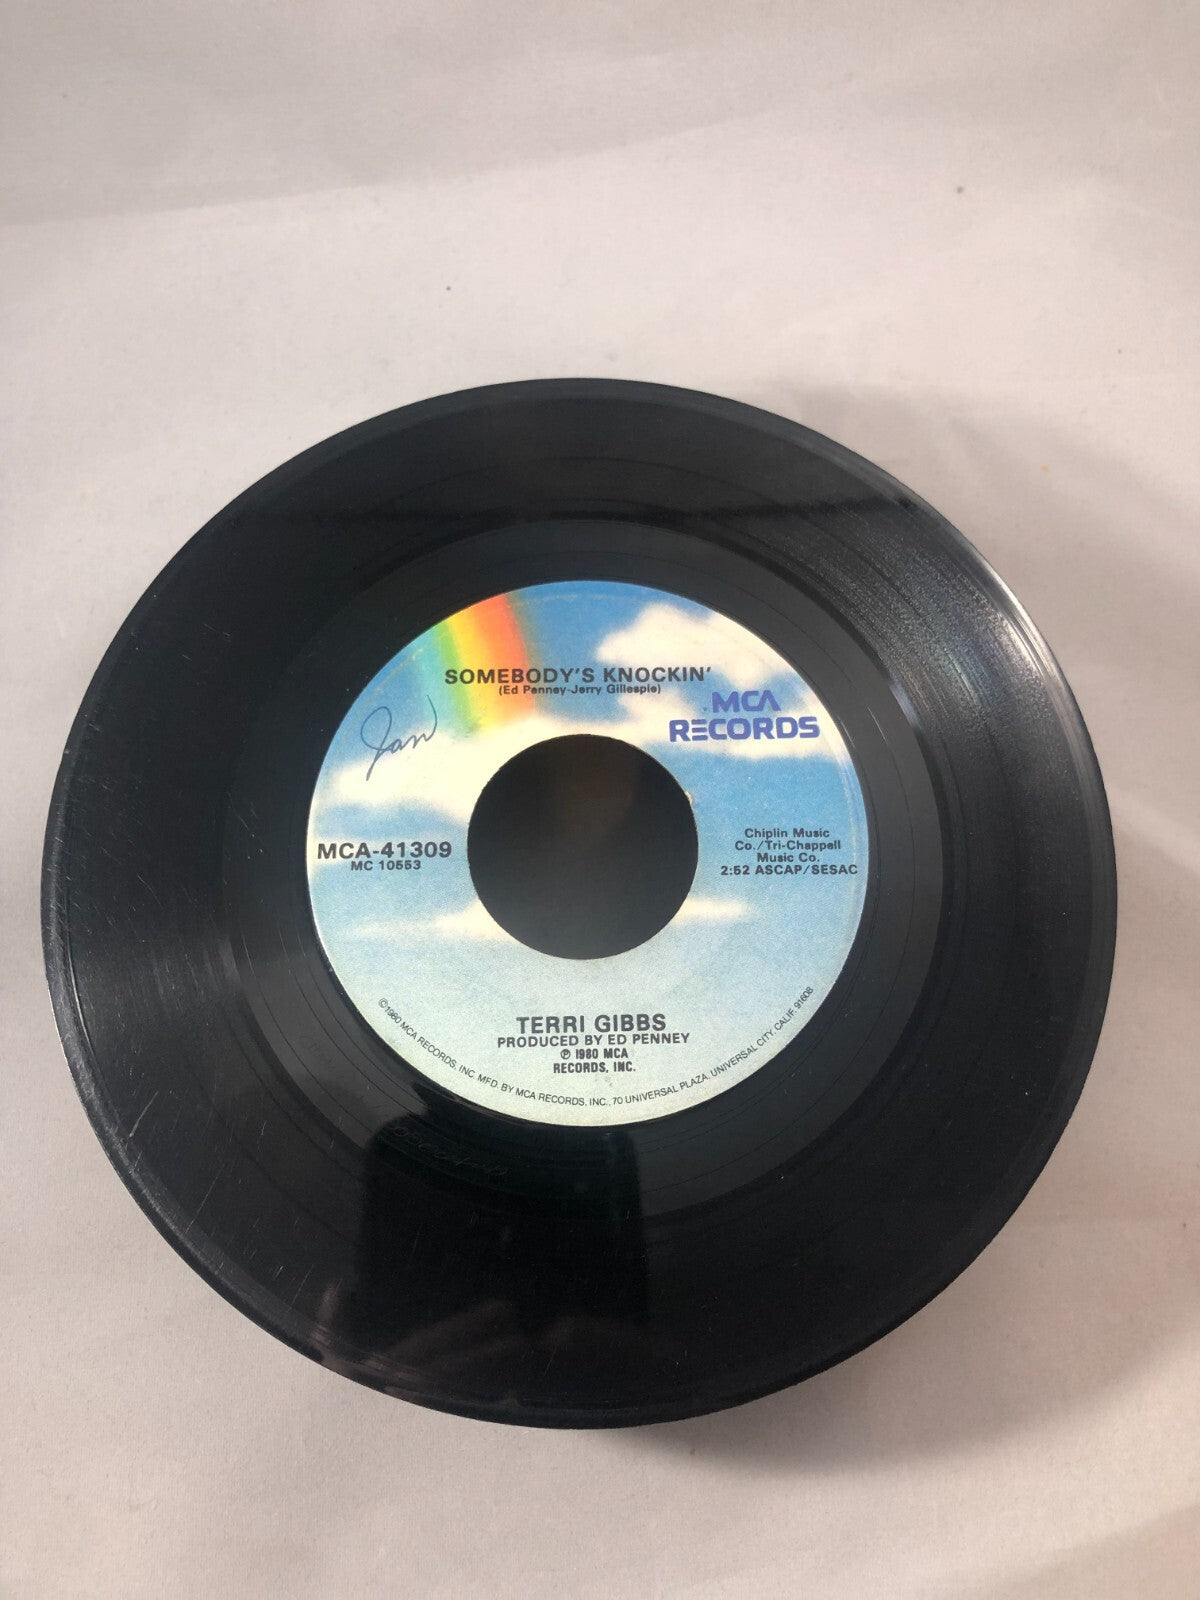 SOMEBODY'S KNOCKIN'
(Ed Penney-Jerry Gillespie)
MCA
RECORDS
Jan
MCA-41309
MC 10553
Chiplin Music
Co./Tri-Chappell
Music Co.
2:52 ASCAP/SESAC
TERRI GIBBS
PRODUCED BY ED PENNEY
℗ 1980 MCA
RECORDS, INC.
©1980 MCA RECORDS, INC. MFD. BY MCA RECORDS, INC., 70 UNIVERSAL PLAZA, UNIVERSAL CITY, CALIF. 91608